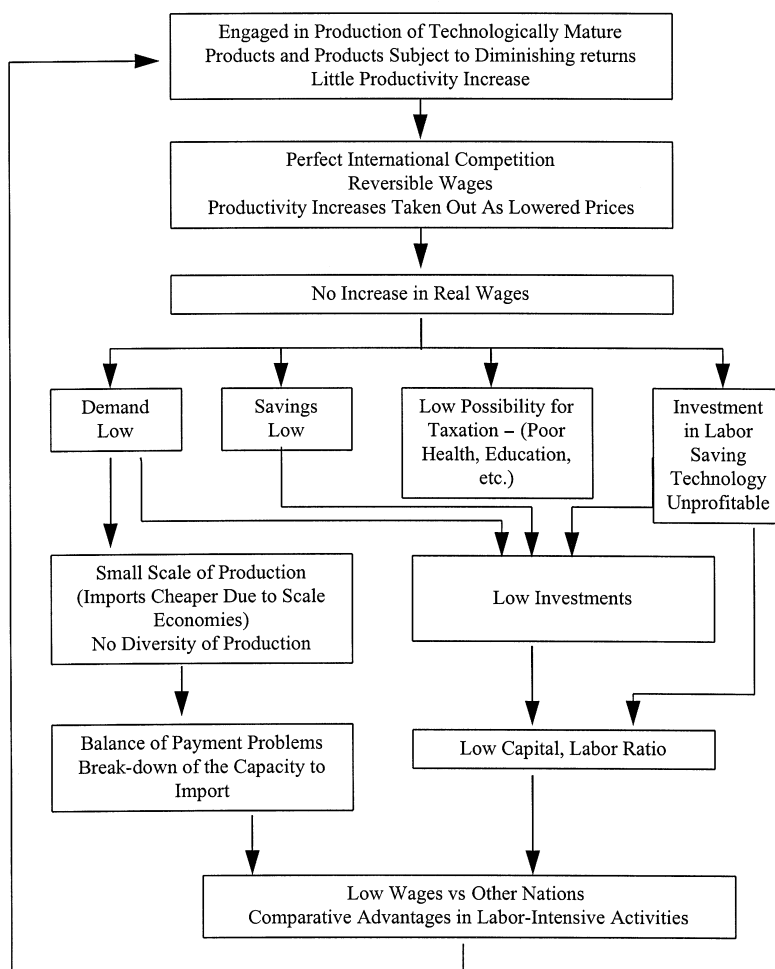 Engaged in Production of Technologically Mature
Products and Products Subject to Diminishing returns
Little Productivity Increase
Perfect International Competition
Reversible Wages
Productivity Increases Taken Out As Lowered Prices
No Increase in Real Wages
Demand
Low
Savings
Low
Low Possibility for
Taxation – (Poor
Health, Education,
etc.)
Investment
in Labor
Saving
Technology
Unprofitable
Small Scale of Production
(Imports Cheaper Due to Scale
Economies)
No Diversity of Production
Low Investments
Balance of Payment Problems
Break-down of the Capacity to
Import
Low Capital, Labor Ratio
Low Wages vs Other Nations
Comparative Advantages in Labor-Intensive Activities